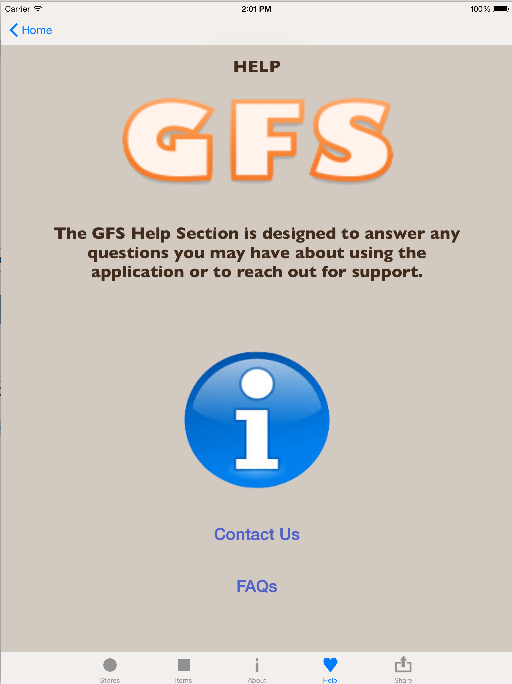 Carrier 2:01 PM 100%
Home
HELP
GFS
The GFS Help Section is designed to answer any
questions you may have about using the
application or to reach out for support.
i
Contact Us
FAQs
i
Stores Items About Help Share